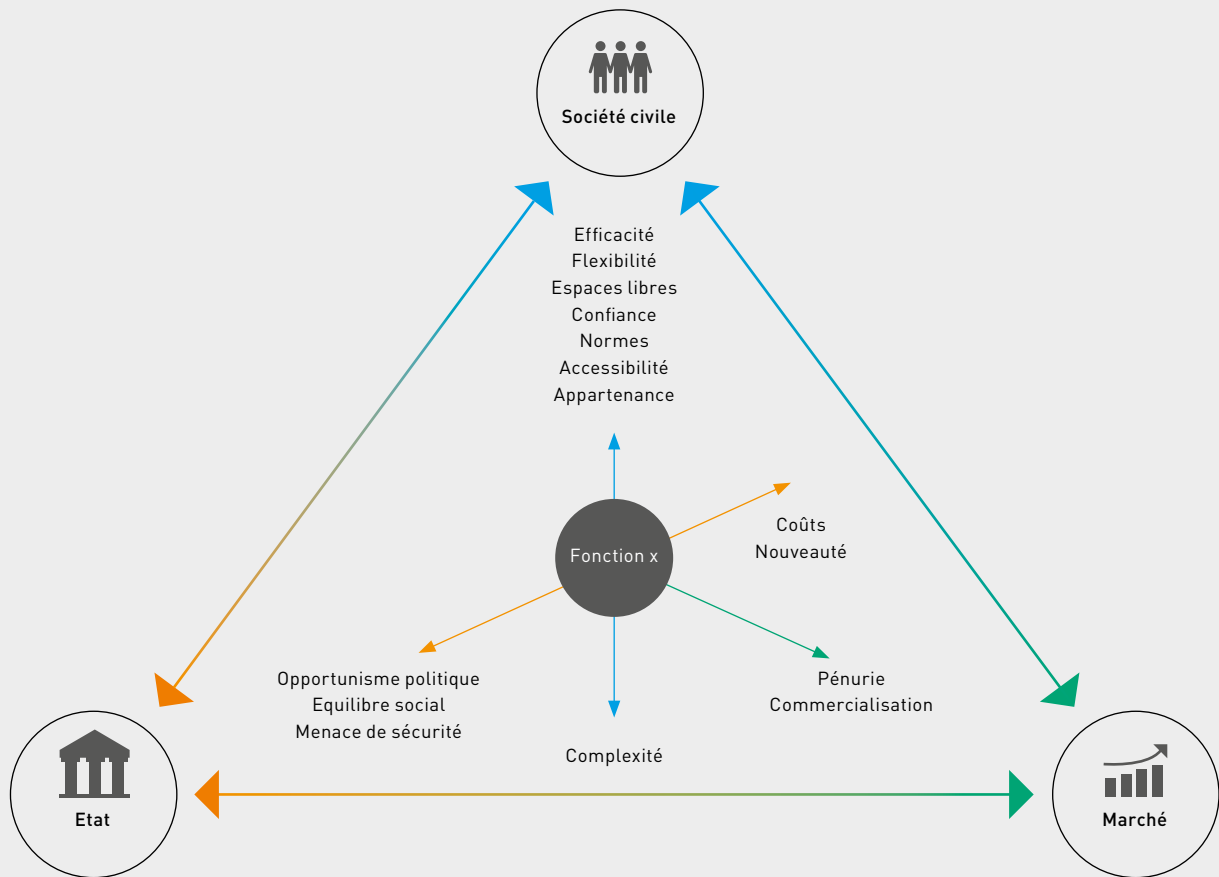 Société civile
Efficacité
Flexibilité
Espaces libres
Confiance
Normes
Accessibilité
Appartenance
Coûts
Nouveauté
Fonction x
Opportunisme politique
Equilibre social
Menace de sécurité
Pénurie
Commercialisation
Complexité
Etat
Marché